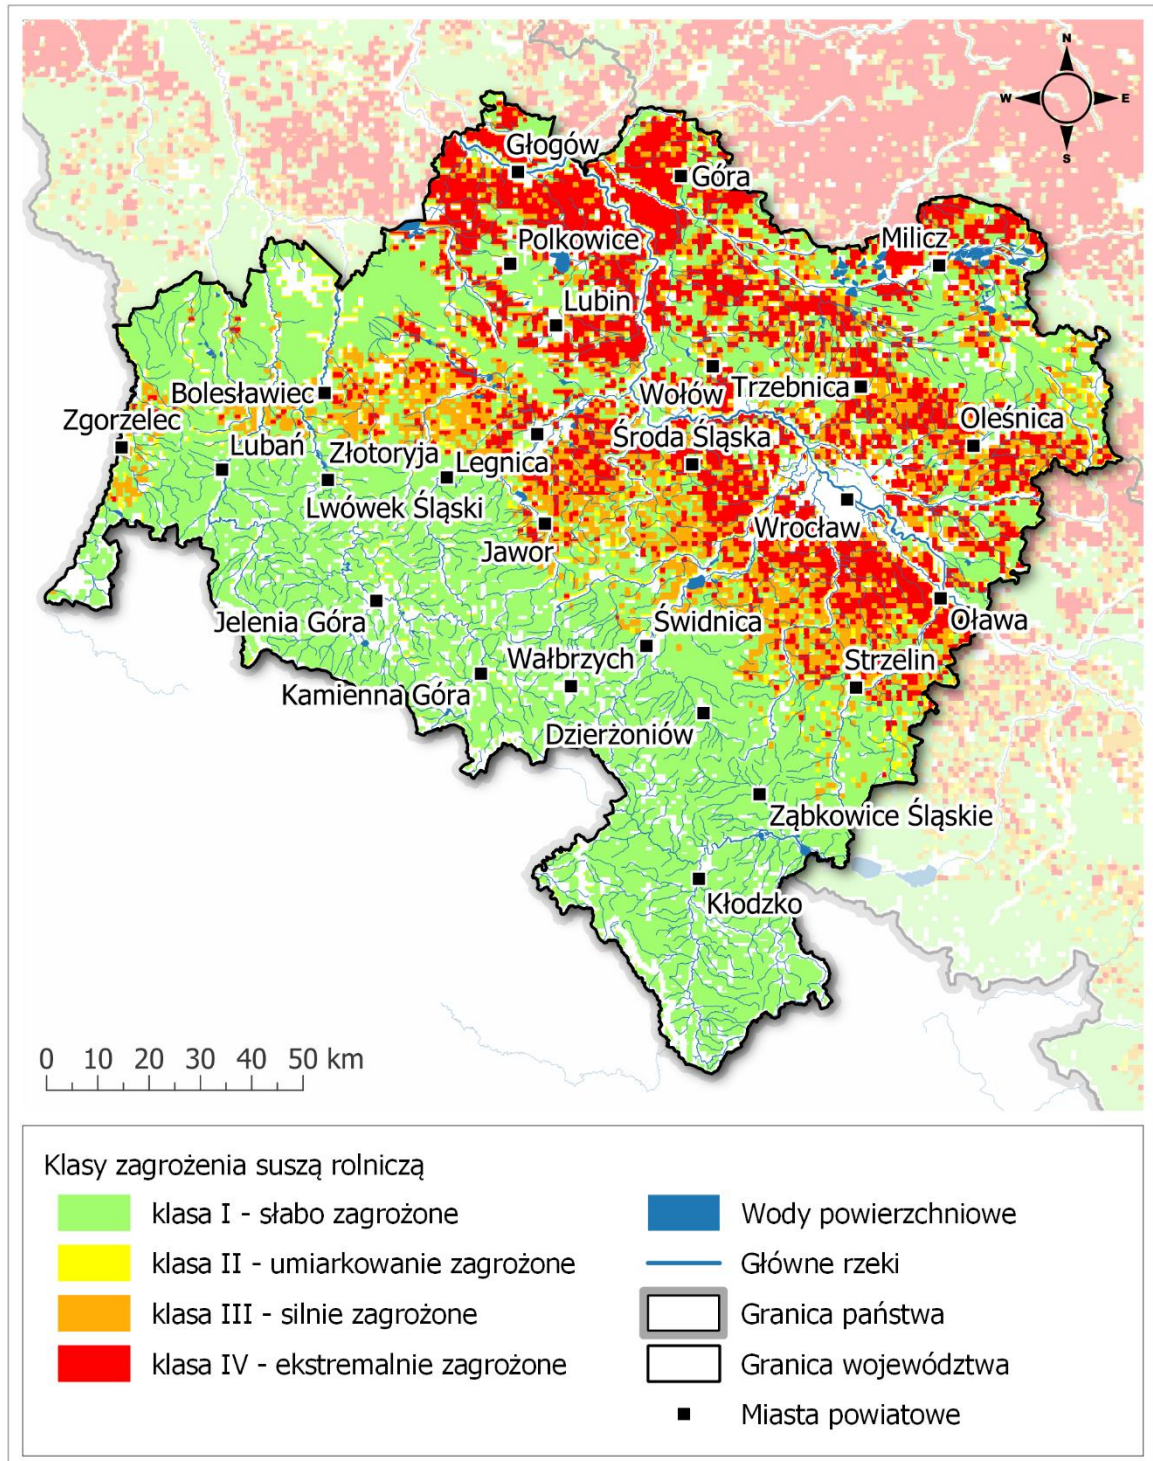 N
W E
S
Głogów
Góra
Polkowice
Milicz
Lubin
Bolesławiec
Wołów
Trzebnica
Zgorzelec
Oleśnica
Lubań
Złotoryja
Środa Śląska
Legnica
Lwówek Śląski
Wrocław
Jawor
Jelenia Góra
Świdnica
Oława
Wałbrzych
Strzelin
Kamienna Góra
Dzierżoniów
Ząbkowice Śląskie
Kłodzko
0 10 20 30 40 50 km
Klasy zagrożenia suszą rolniczą
klasa I - słabo zagrożone
klasa II - umiarkowanie zagrożone
klasa III - silnie zagrożone
klasa IV - ekstremalnie zagrożone
Wody powierzchniowe
Główne rzeki
Granica państwa
Granica województwa
Miasta powiatowe